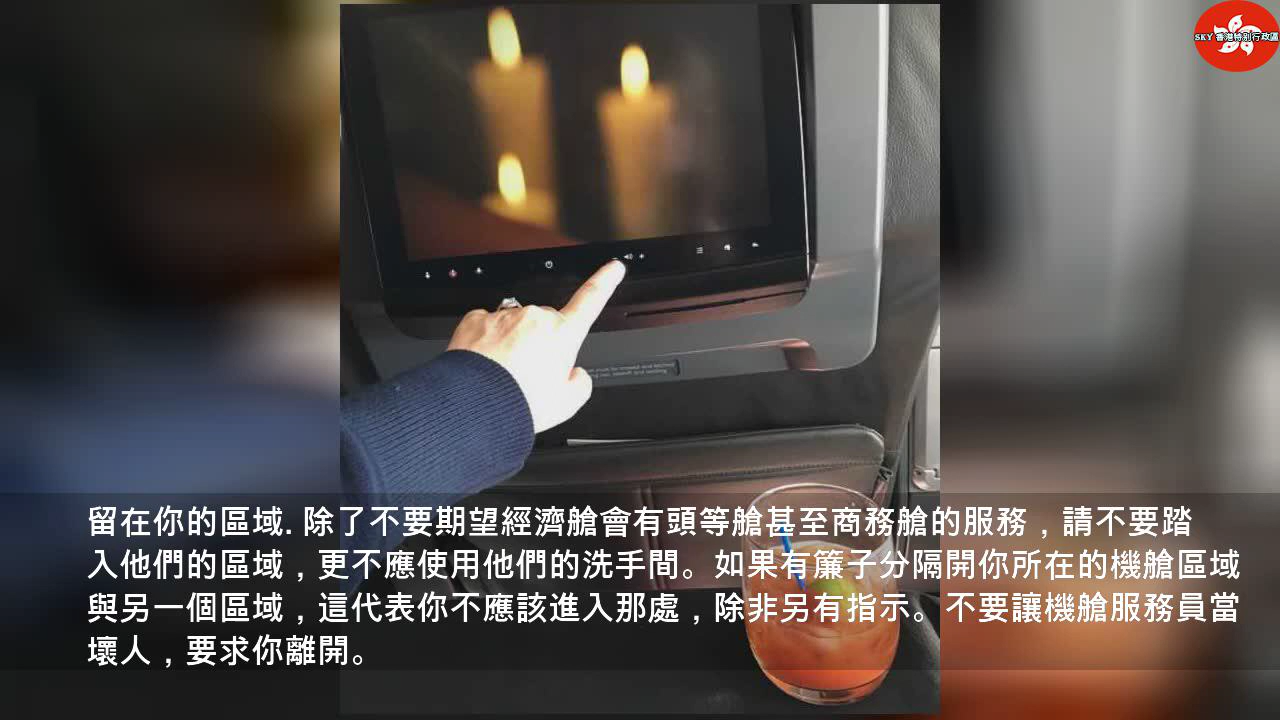 SKY 香港特別行政區
留在你的區域. 除了不要期望經濟艙會有頭等艙甚至商務艙的服務，請不要踏
入他們的區域，更不應使用他們的洗手間。如果有簾子分隔開你所在的機艙區域
與另一個區域，這代表你不應該進入那處，除非另有指示。不要讓機艙服務員當
壞人，要求你離開。